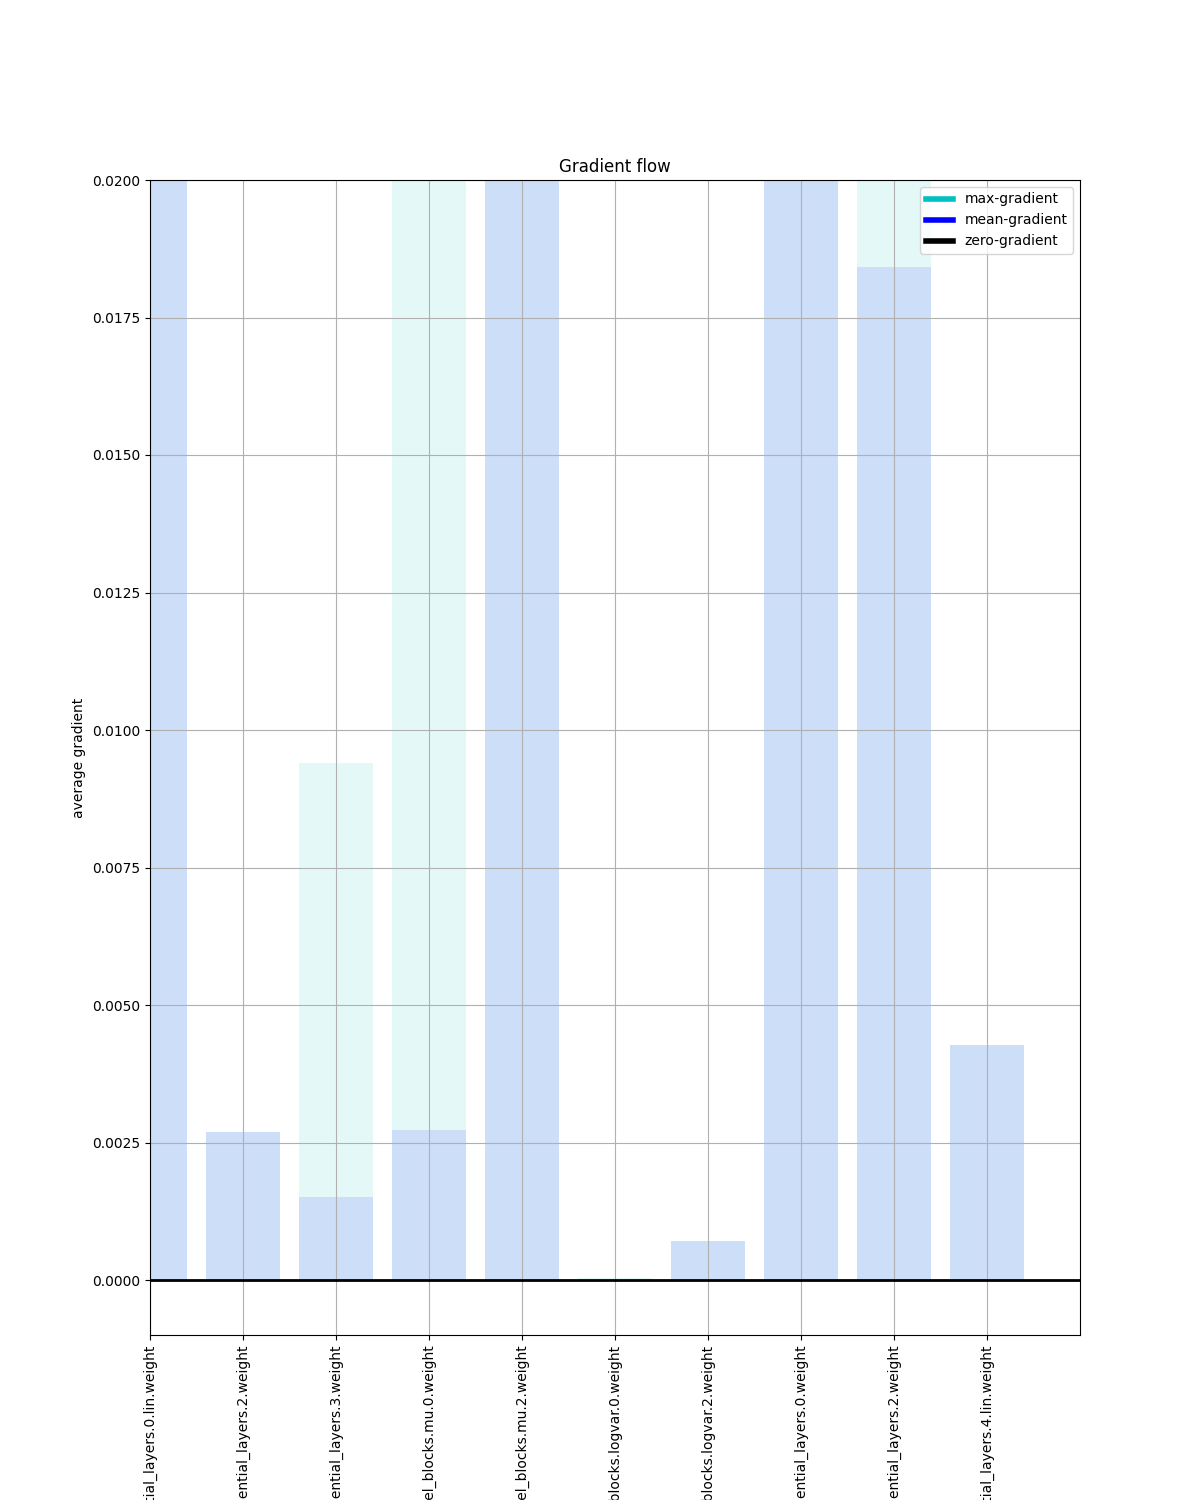 Gradient flow
max-gradient
mean-gradient
zero-gradient
average gradient
0.0200
0.0175
0.0150
0.0125
0.0100
0.0075
0.0050
0.0025
0.0000
tial_layers.0.lin.weight
ential_layers.2.weight
ential_layers.3.weight
el_blocks.mu.0.weight
el_blocks.mu.2.weight
blocks.logvar.0.weight
blocks.logvar.2.weight
ential_layers.0.weight
ential_layers.2.weight
tial_layers.4.lin.weight